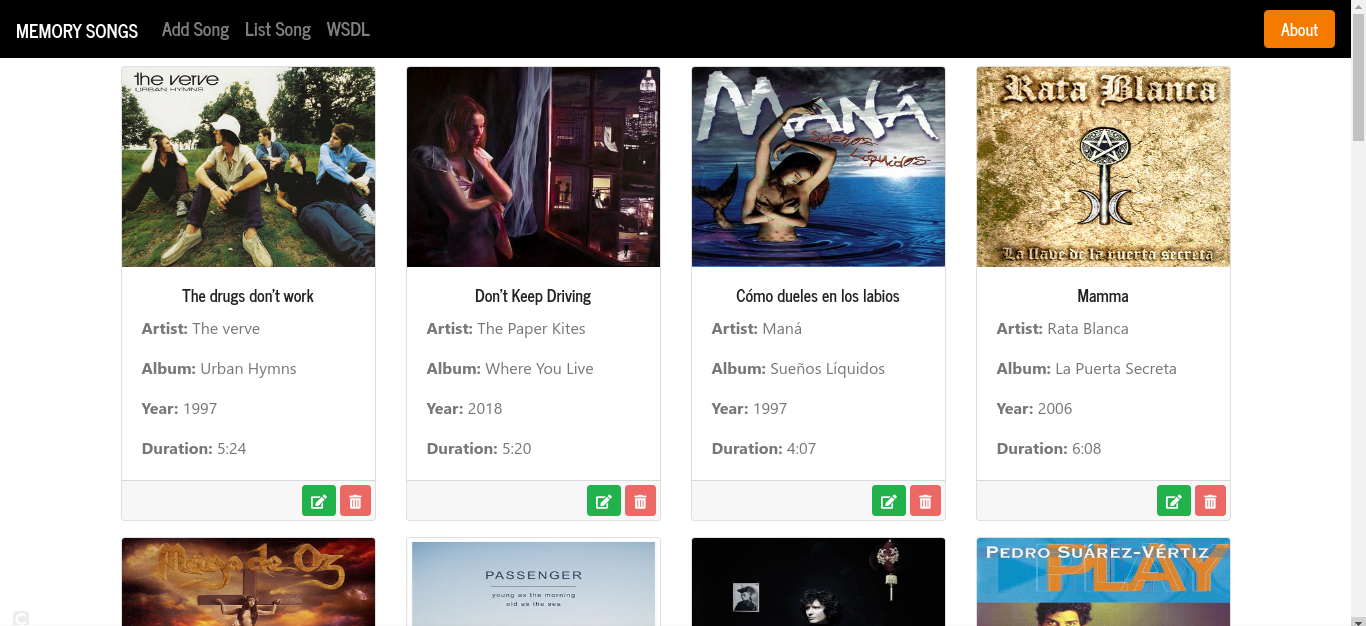 MEMORY SONGS Add Song List Song WSDL About
the verve
URBAN HYMNS
MANÁ
Sueños
Líquidos
Rata Blanca
La llave de la puerta secreta
The drugs don't work
Artist: The verve
Album: Urban Hymns
Year: 1997
Duration: 5:24
Don't Keep Driving
Artist: The Paper Kites
Album: Where You Live
Year: 2018
Duration: 5:20
Cómo dueles en los labios
Artist: Maná
Album: Sueños Líquidos
Year: 1997
Duration: 4:07
Mamma
Artist: Rata Blanca
Album: La Puerta Secreta
Year: 2006
Duration: 6:08
Mägo de Oz
PASSENGER
young as the morning
old as the sea
PEDRO SUÁREZ-VÉRTIZ
PLAY
C